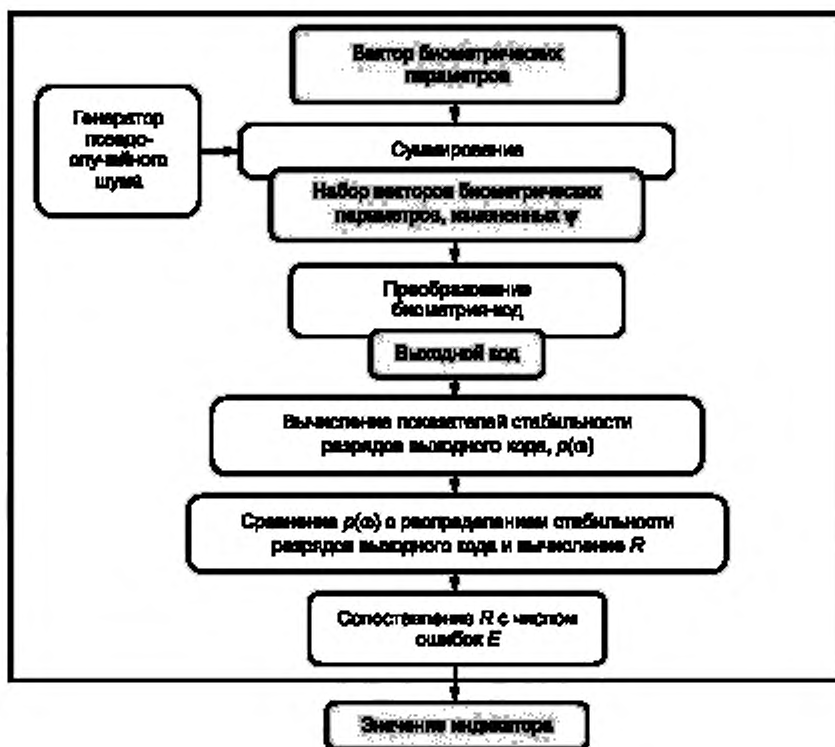 Вектор биометрических
параметров
Генератор
псевдо-
случайного
шума
Суммирование
Набор векторов биометрических
параметров, измененных ψ
Преобразование
биометрия-код
Выходной код
Вычисление показателей стабильности
разрядов выходного кода, p(ω)
Сравнение p(ω) с распределением стабильности
разрядов выходного кода и вычисление R
Сопоставление R с числом
ошибок E
Значение индикатора